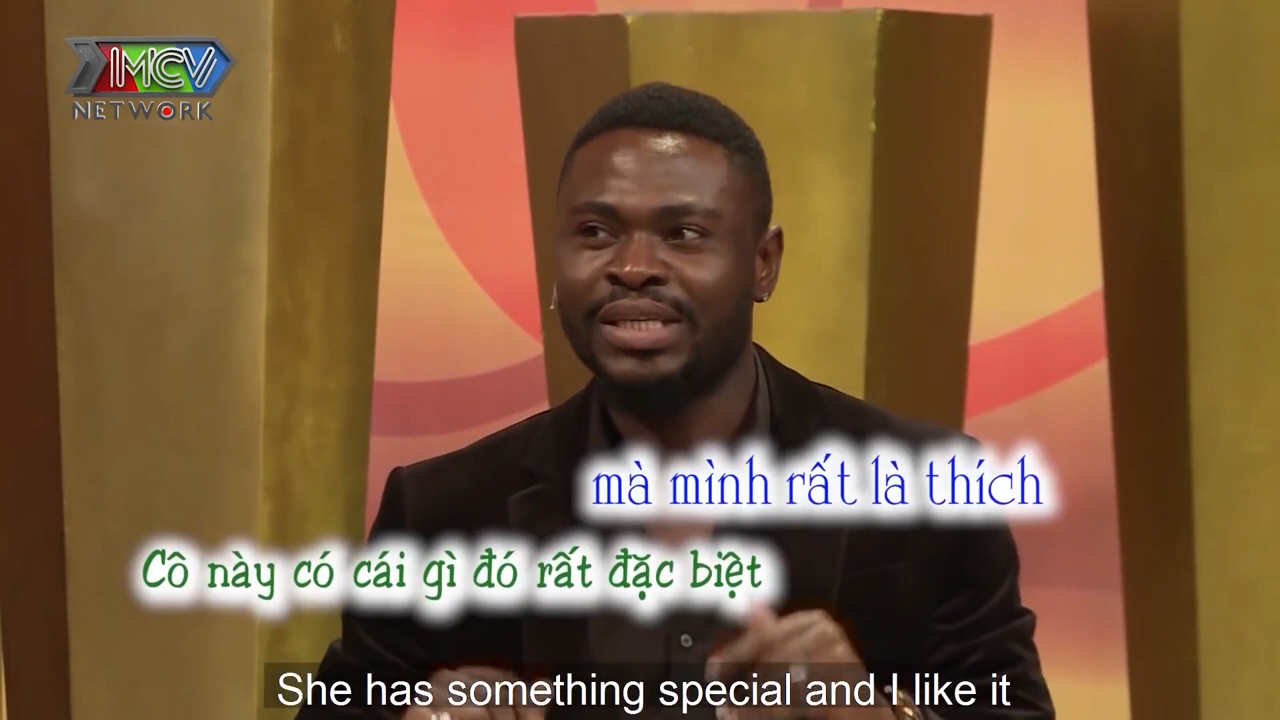 MCV
NETWORK
Cô này có cái gì đó rất đặc biệt
mà mình rất là thích
She has something special and I like it